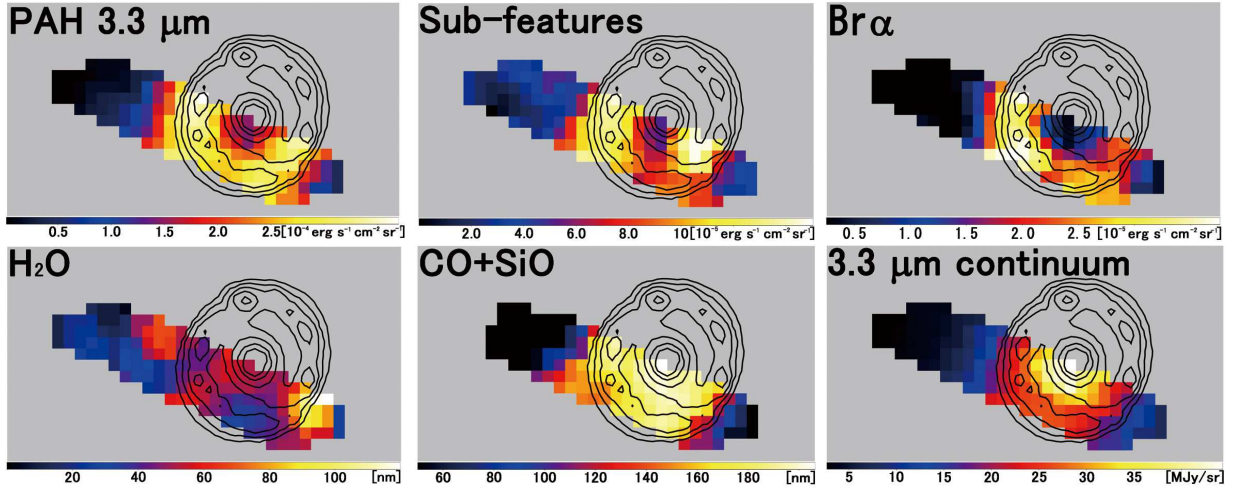 PAH 3.3 μm
Sub-features
Brα
0.5 1.0 1.5 2.0 2.5[10⁻⁴ erg s⁻¹ cm⁻² sr⁻¹]
2.0 4.0 6.0 8.0 10[10⁻⁵ erg s⁻¹ cm⁻² sr⁻¹]
0.5 1.0 1.5 2.0 2.5 [10⁻⁵ erg s⁻¹ cm⁻² sr⁻¹]
H₂O
CO+SiO
3.3 μm continuum
20 40 60 80 100 [nm]
60 80 100 120 140 160 180 [nm]
5 10 15 20 25 30 35 [MJy/sr]